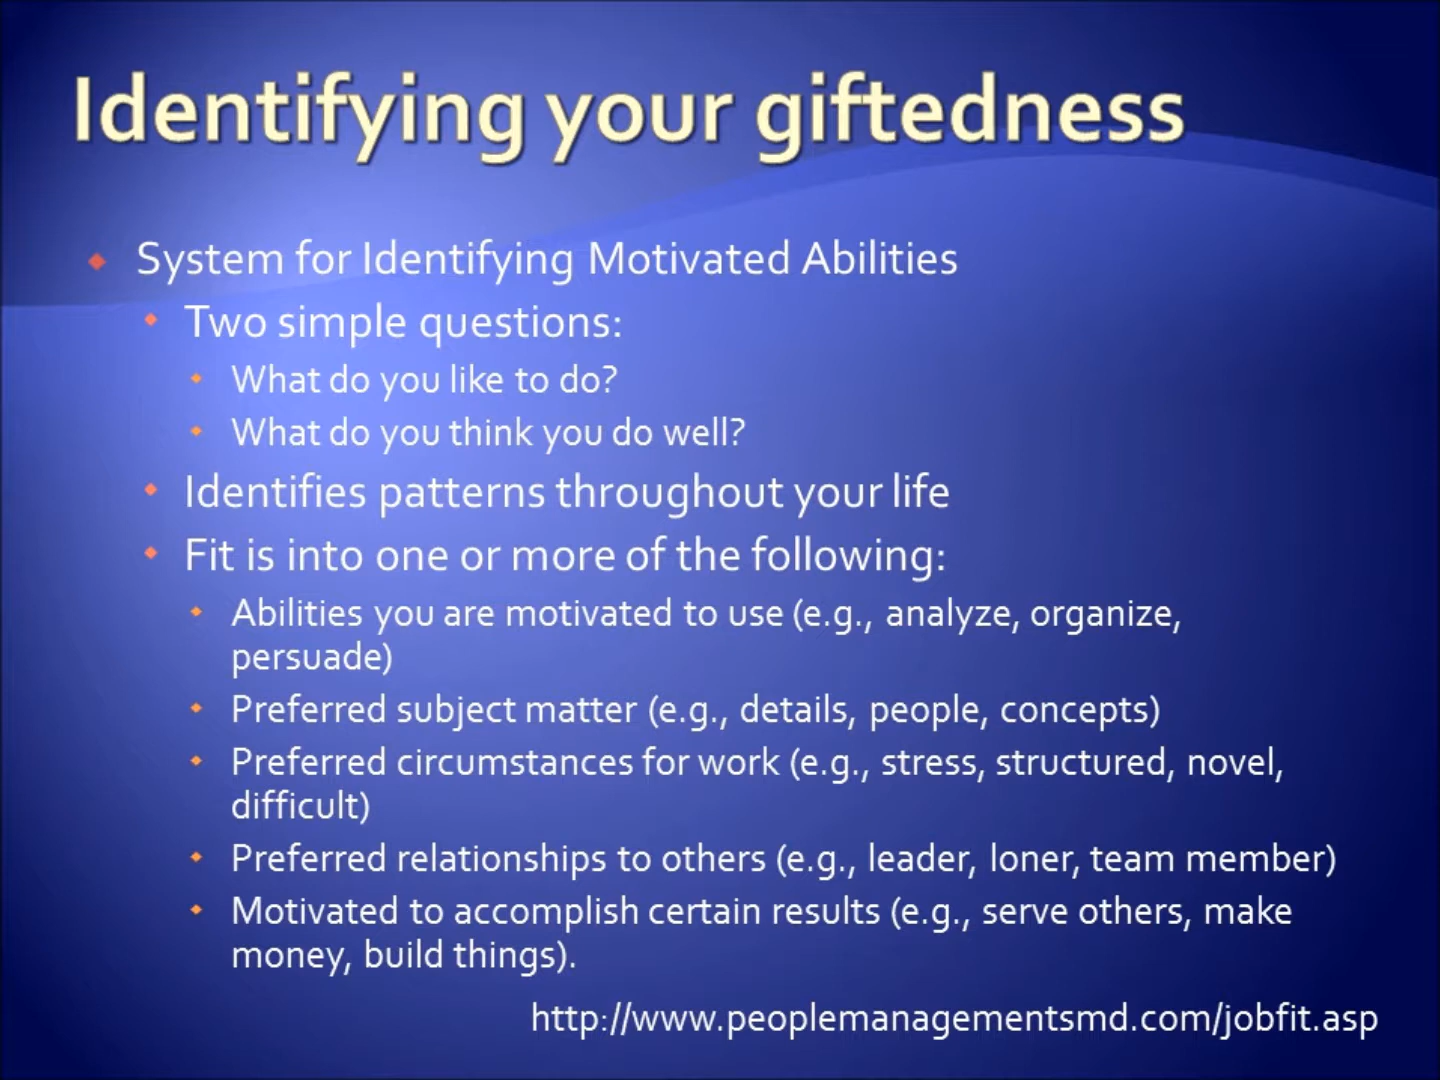 Identifying your giftedness
System for Identifying Motivated Abilities
Two simple questions:
What do you like to do?
What do you think you do well?
Identifies patterns throughout your life
Fit is into one or more of the following:
Abilities you are motivated to use (e.g., analyze, organize,
persuade)
Preferred subject matter (e.g., details, people, concepts)
Preferred circumstances for work (e.g., stress, structured, novel,
difficult)
Preferred relationships to others (e.g., leader, loner, team member)
Motivated to accomplish certain results (e.g., serve others, make
money, build things).
http://www.peoplemanagementsmd.com/jobfit.asp